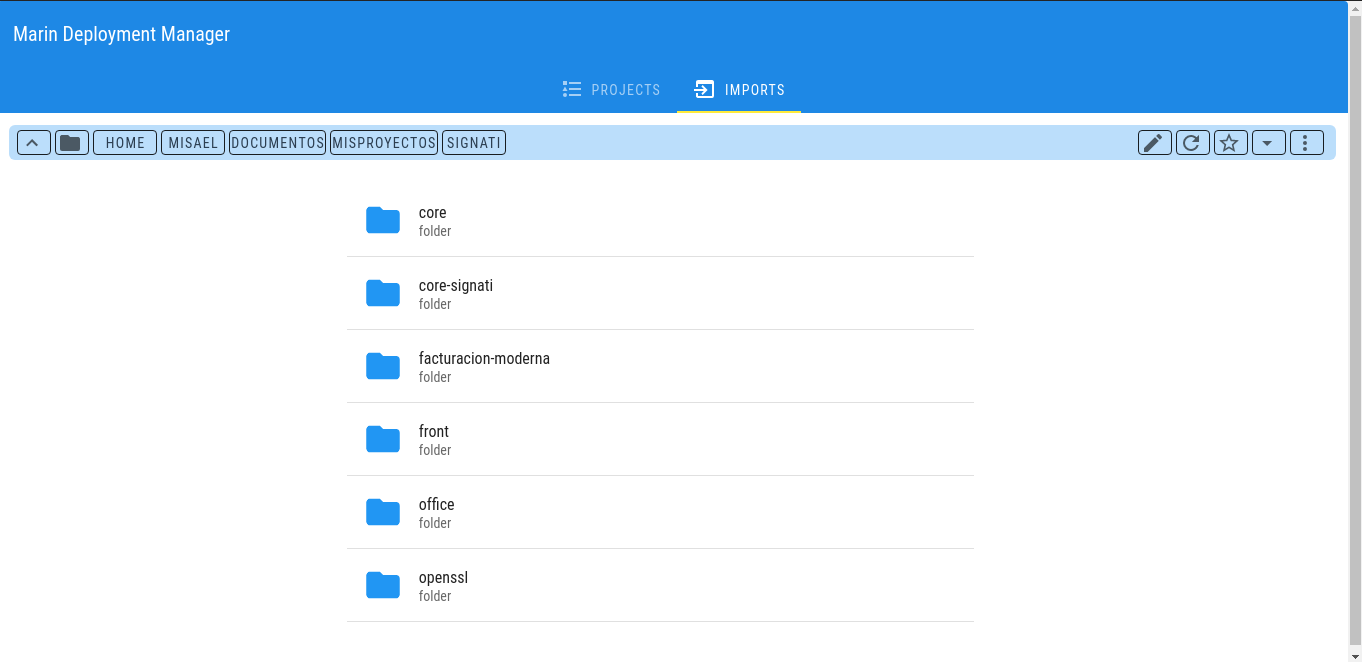 Marin Deployment Manager
PROJECTS IMPORTS
HOME MISAEL DOCUMENTOS MISPROYECTOS SIGNATI
core
folder
core-signati
folder
facturacion-moderna
folder
front
folder
office
folder
openssl
folder